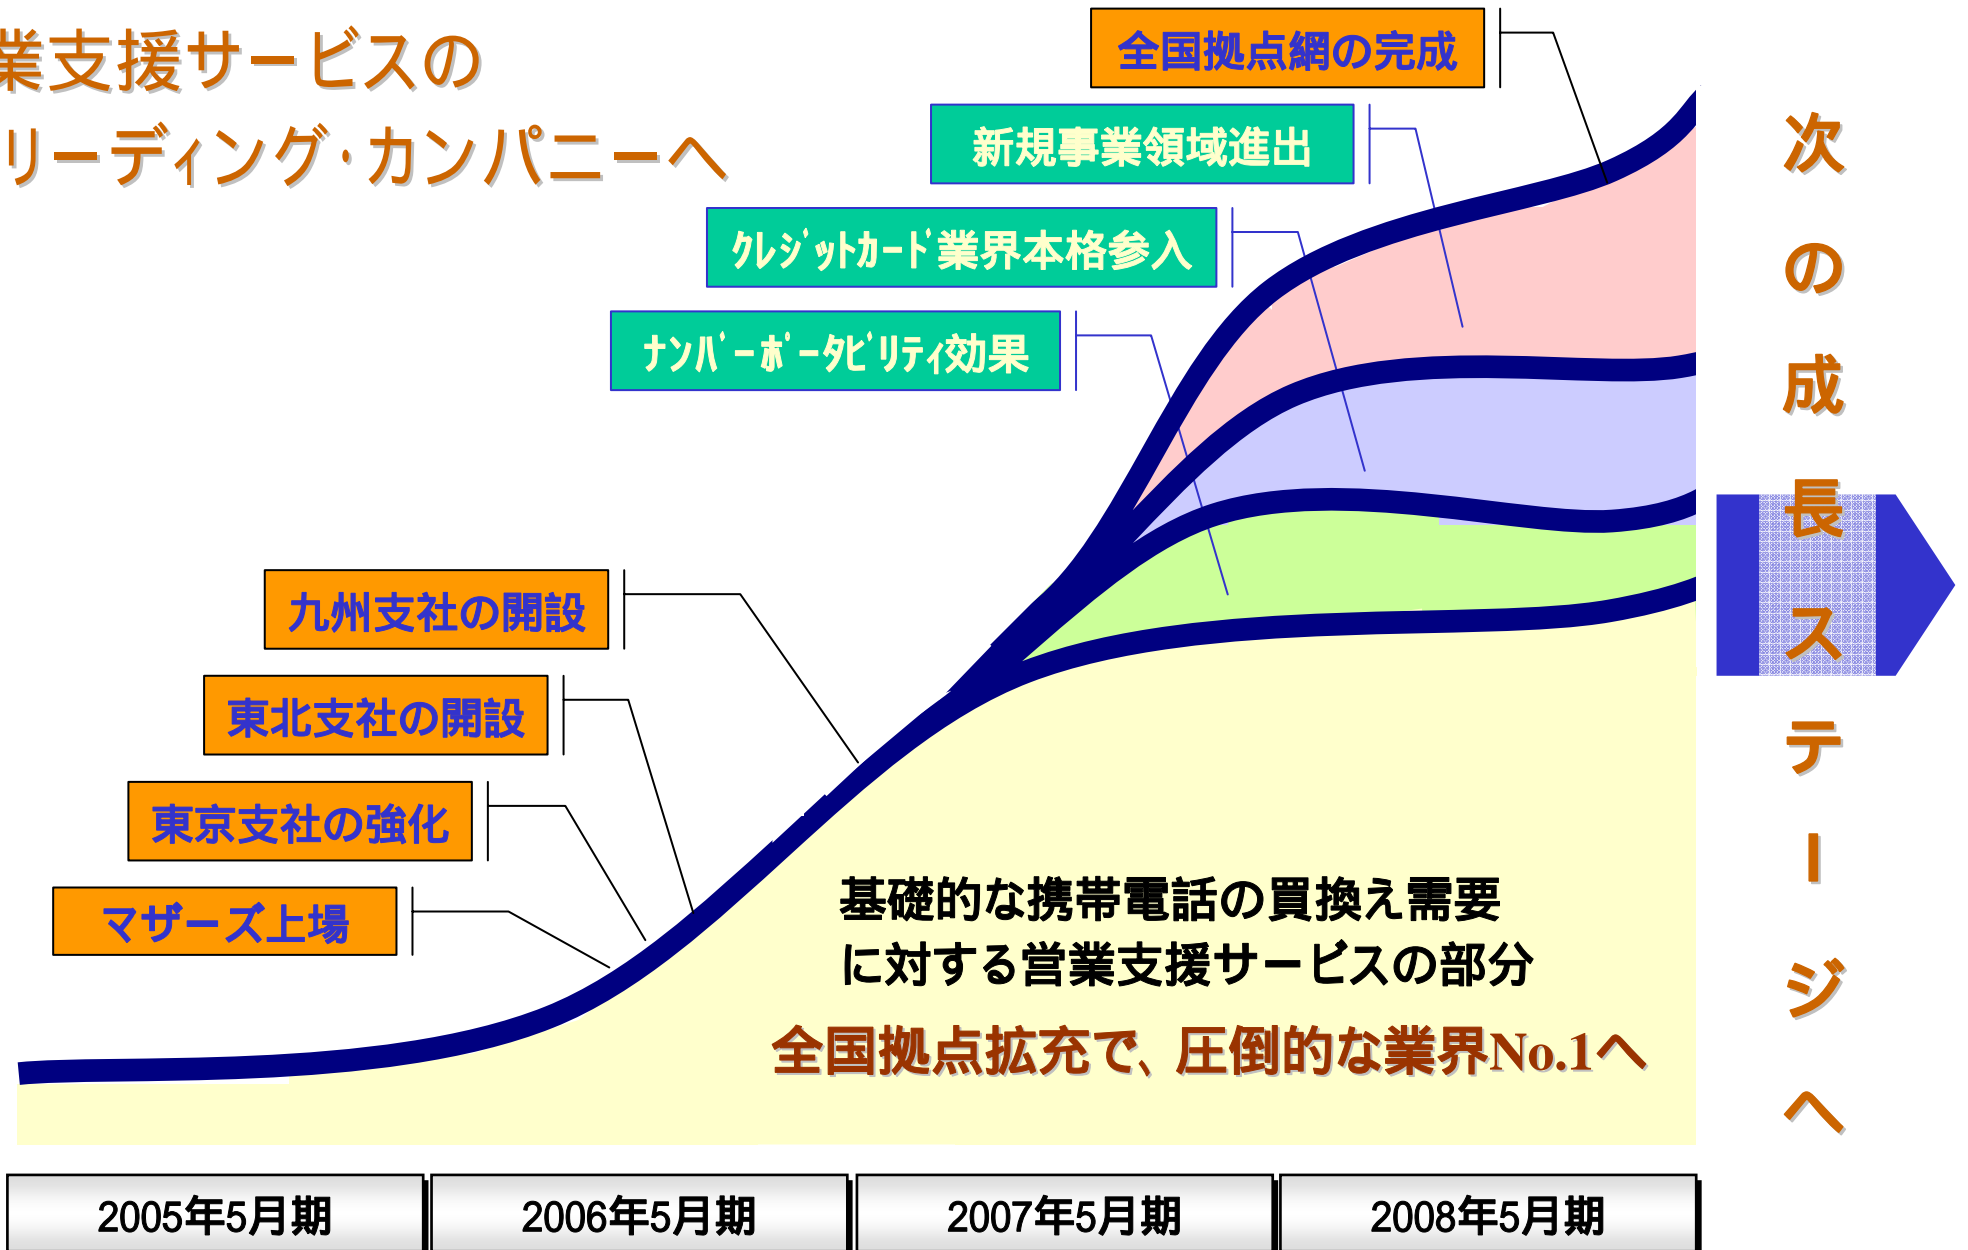 業支援サービスの
リーディング・カンパニーへ
全国拠点網の完成
新規事業領域進出
ｸﾚｼﾞｯﾄｶｰﾄﾞ業界本格参入
ﾅﾝﾊﾞｰﾎﾟｰﾀﾋﾞﾘﾃｨ効果
九州支社の開設
東北支社の開設
東京支社の強化
マザーズ上場
基礎的な携帯電話の買換え需要
に対する営業支援サービスの部分
全国拠点拡充で、圧倒的な業界No.1へ
次の成長ステージへ
2005年5月期
2006年5月期
2007年5月期
2008年5月期